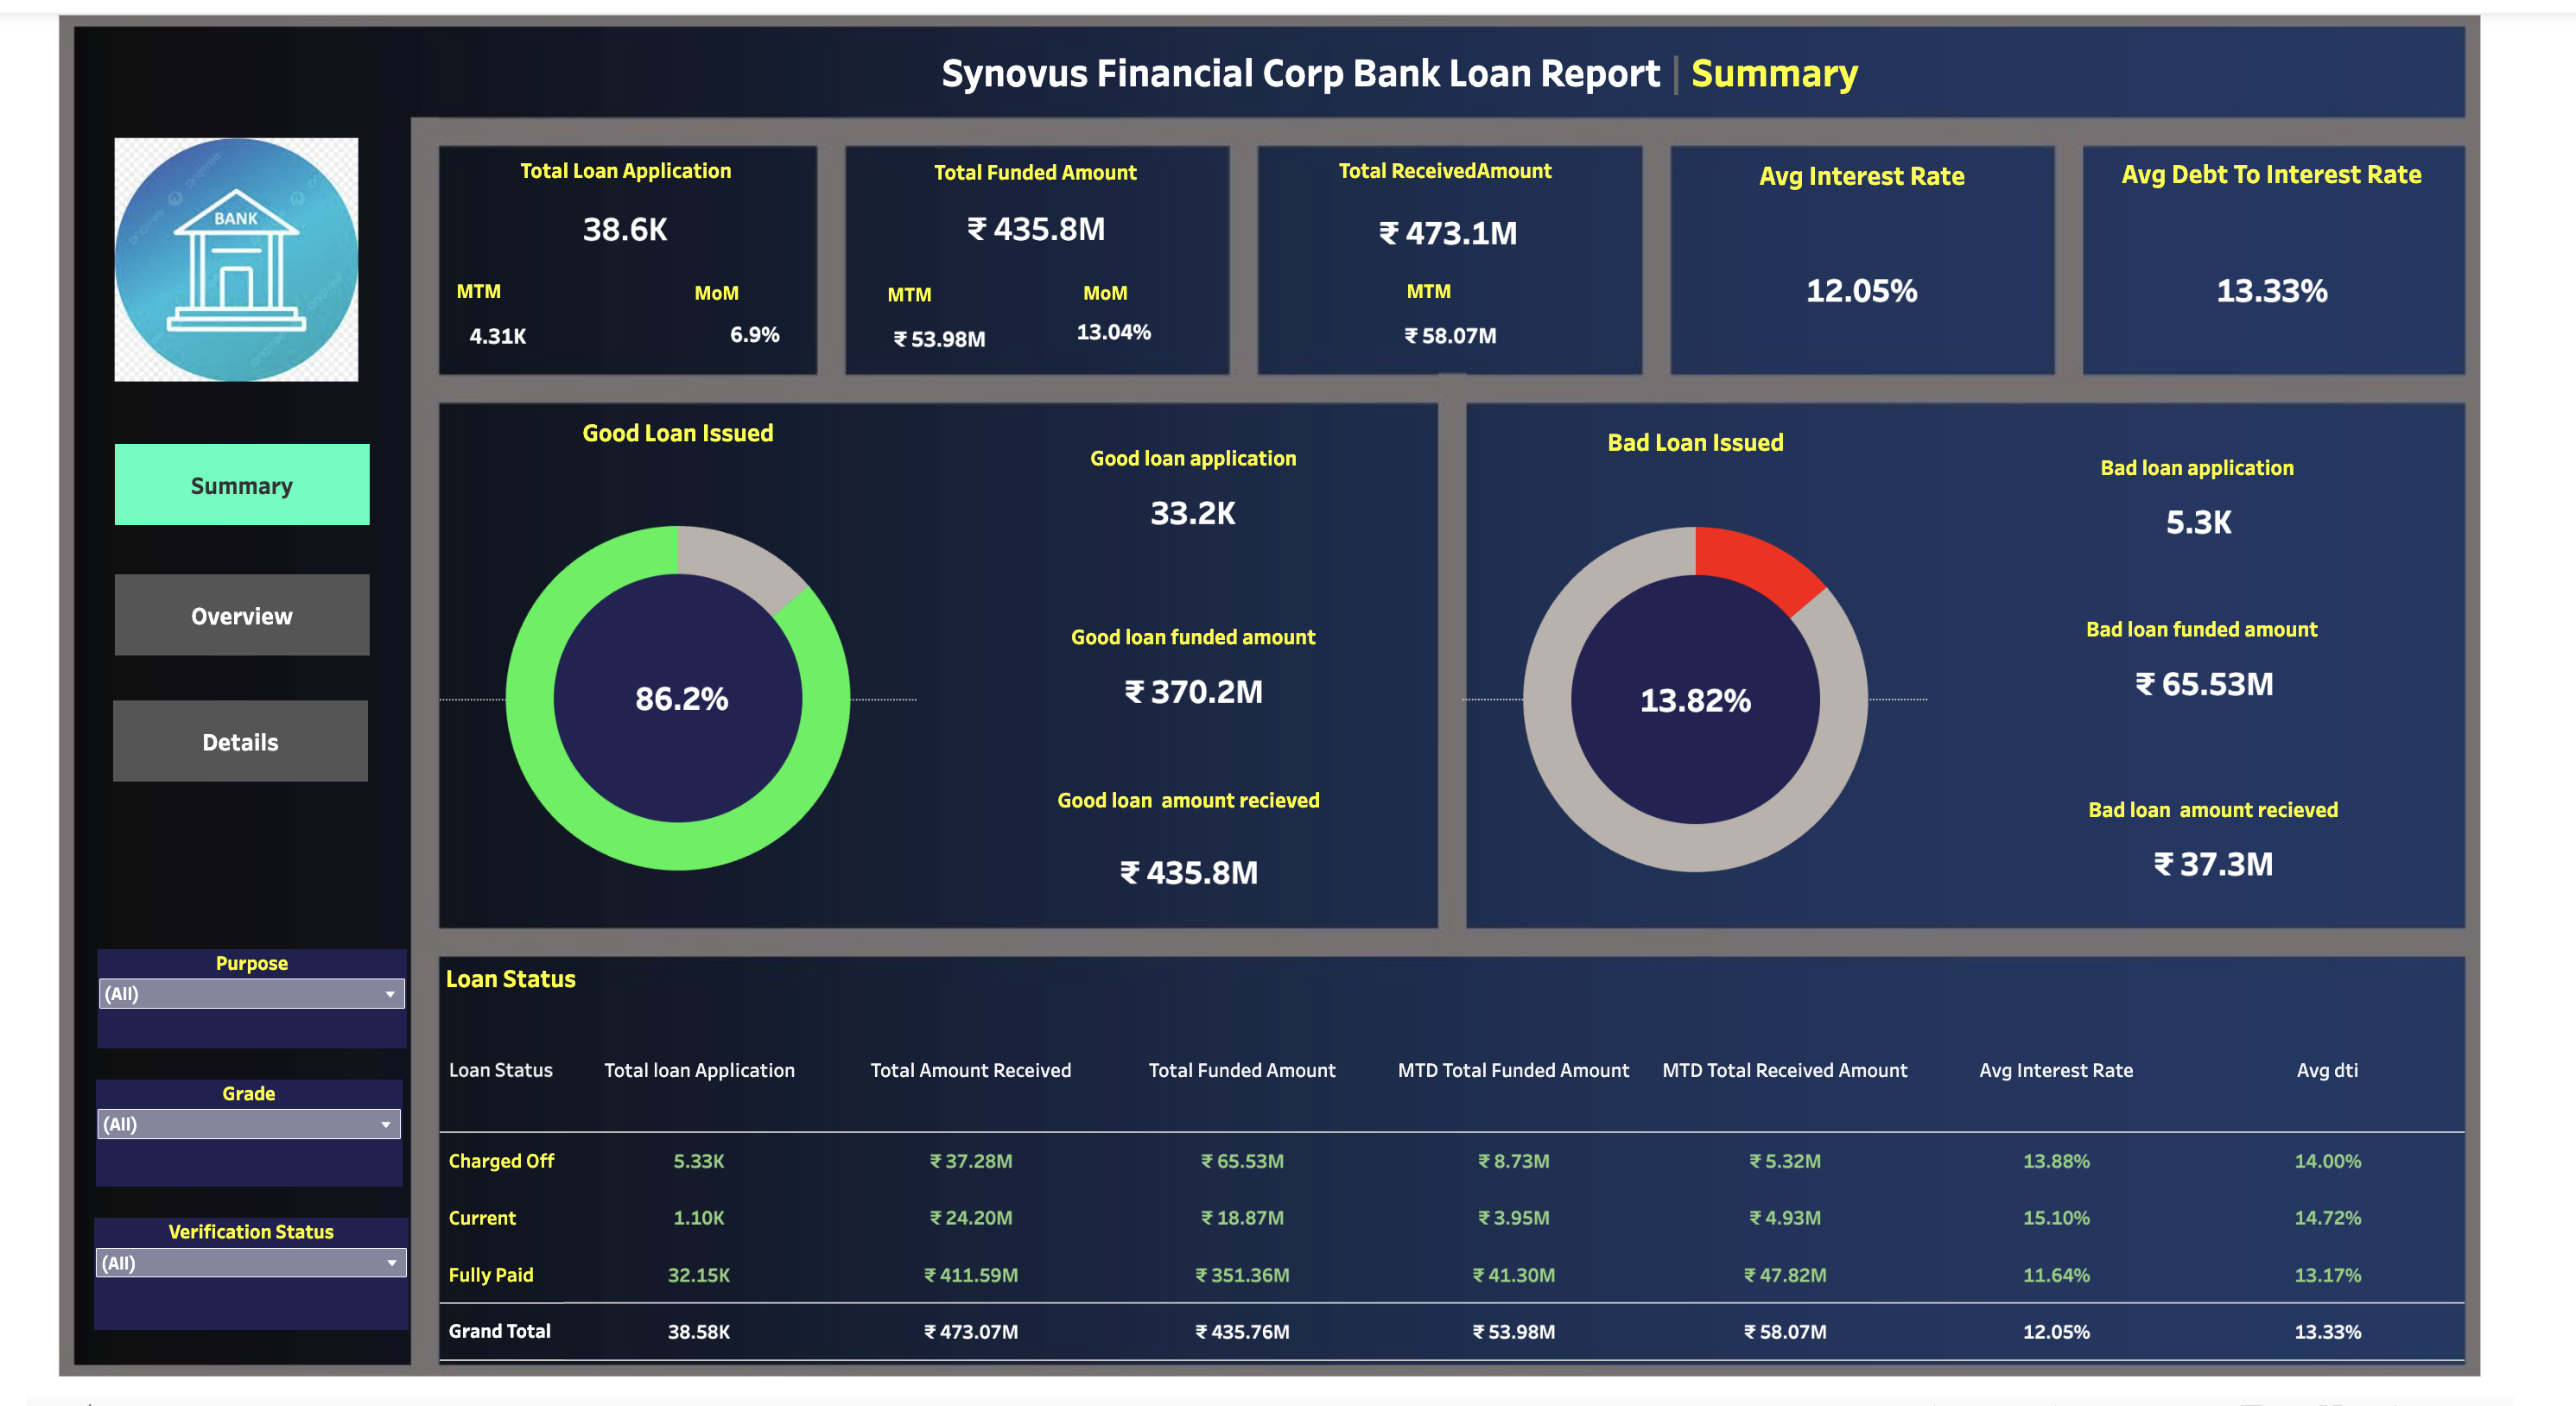 Synovus Financial Corp Bank Loan Report | Summary
BANK
Summary
Overview
Details
Purpose
(All)
Grade
(All)
Verification Status
(All)
Total Loan Application
38.6K
MTM MoM
4.31K 6.9%
Total Funded Amount
₹ 435.8M
MTM MoM
₹ 53.98M 13.04%
Total ReceivedAmount
₹ 473.1M
MTM
₹ 58.07M
Avg Interest Rate
12.05%
Avg Debt To Interest Rate
13.33%
Good Loan Issued
86.2%
Good loan application
33.2K
Good loan funded amount
₹ 370.2M
Good loan amount recieved
₹ 435.8M
Bad Loan Issued
13.82%
Bad loan application
5.3K
Bad loan funded amount
₹ 65.53M
Bad loan amount recieved
₹ 37.3M
Loan Status
Loan Status Total loan Application Total Amount Received Total Funded Amount MTD Total Funded Amount MTD Total Received Amount Avg Interest Rate Avg dti
Charged Off 5.33K ₹ 37.28M ₹ 65.53M ₹ 8.73M ₹ 5.32M 13.88% 14.00%
Current 1.10K ₹ 24.20M ₹ 18.87M ₹ 3.95M ₹ 4.93M 15.10% 14.72%
Fully Paid 32.15K ₹ 411.59M ₹ 351.36M ₹ 41.30M ₹ 47.82M 11.64% 13.17%
Grand Total 38.58K ₹ 473.07M ₹ 435.76M ₹ 53.98M ₹ 58.07M 12.05% 13.33%